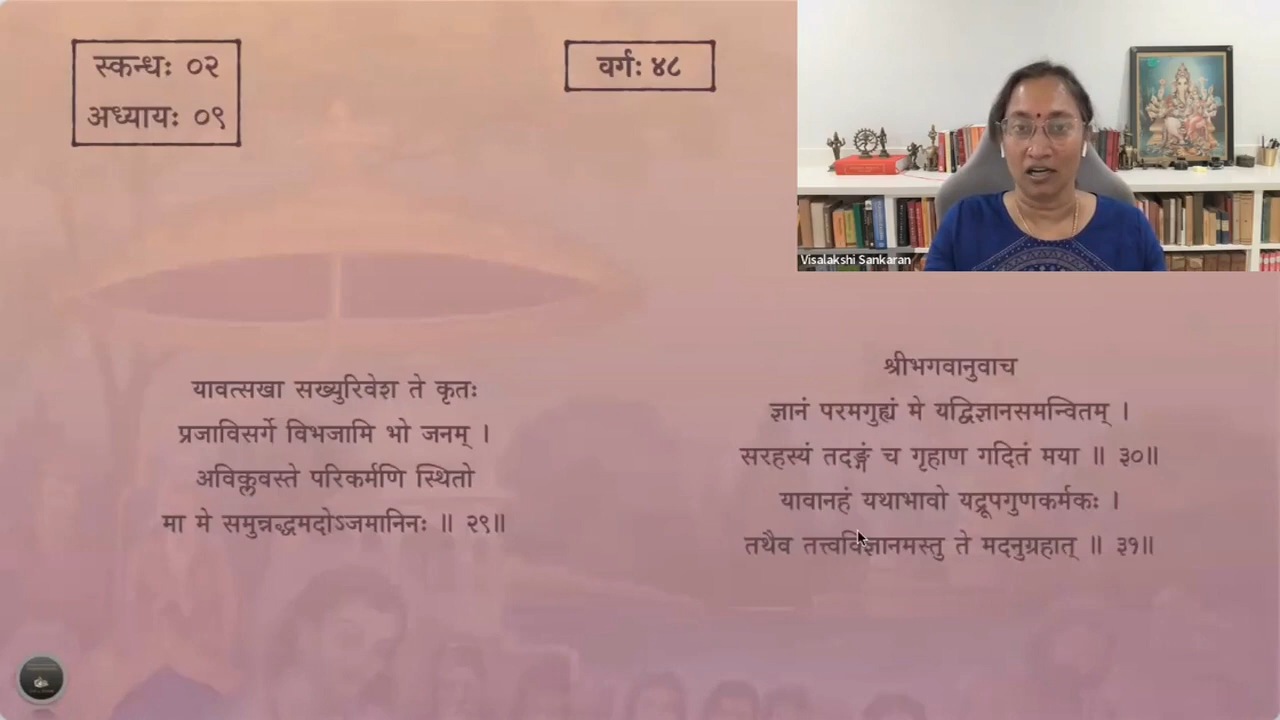 स्कन्धः ०२
अध्यायः ०९
वर्गः ४८
Visalakshi Sankaran
यावत्सखा सख्युरिवेश ते कृतः
प्रजाविसर्गे विभजामि भो जनम् ।
अविक्लवस्ते परिकर्मणि स्थितो
मा मे समुन्नद्धमदोऽजमानिनः ॥ २९॥
श्रीभगवानुवाच
ज्ञानं परमगुह्यं मे यद्विज्ञानसमन्वितम् ।
सरहस्यं तदङ्गं च गृहाण गदितं मया ॥ ३०॥
यावानहं यथाभावो यद्रूपगुणकर्मकः ।
तथैव तत्त्वविज्ञानमस्तु ते मदनुग्रहात् ॥ ३१॥